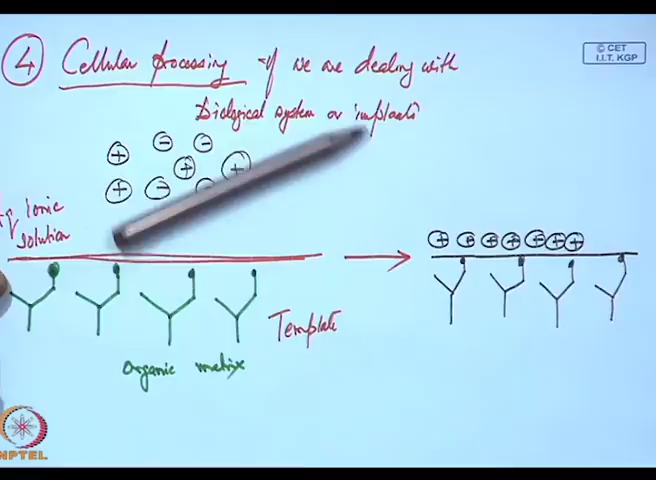 4 Cellular processing - if we are dealing with
© CET
I.I.T. KGP
Biological system or implants
Ionic
solution
Template
Organic matrix
NPTEL